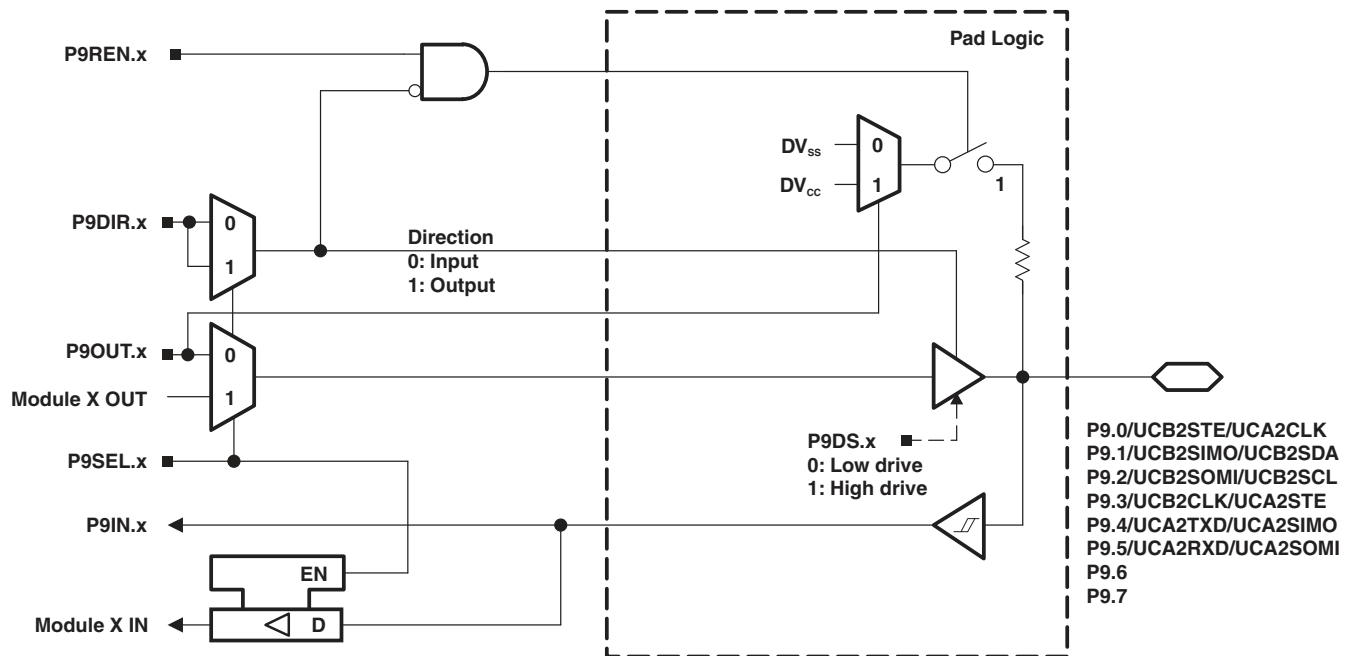 Pad Logic
P9REN.x
DVss
0
DVcc
1
1
P9DIR.x
0
1
Direction
0: Input
1: Output
P9OUT.x
0
Module X OUT
1
P9DS.x
0: Low drive
1: High drive
P9SEL.x
P9IN.x
EN
Module X IN
D
P9.0/UCB2STE/UCA2CLK
P9.1/UCB2SIMO/UCB2SDA
P9.2/UCB2SOMI/UCB2SCL
P9.3/UCB2CLK/UCA2STE
P9.4/UCA2TXD/UCA2SIMO
P9.5/UCA2RXD/UCA2SOMI
P9.6
P9.7